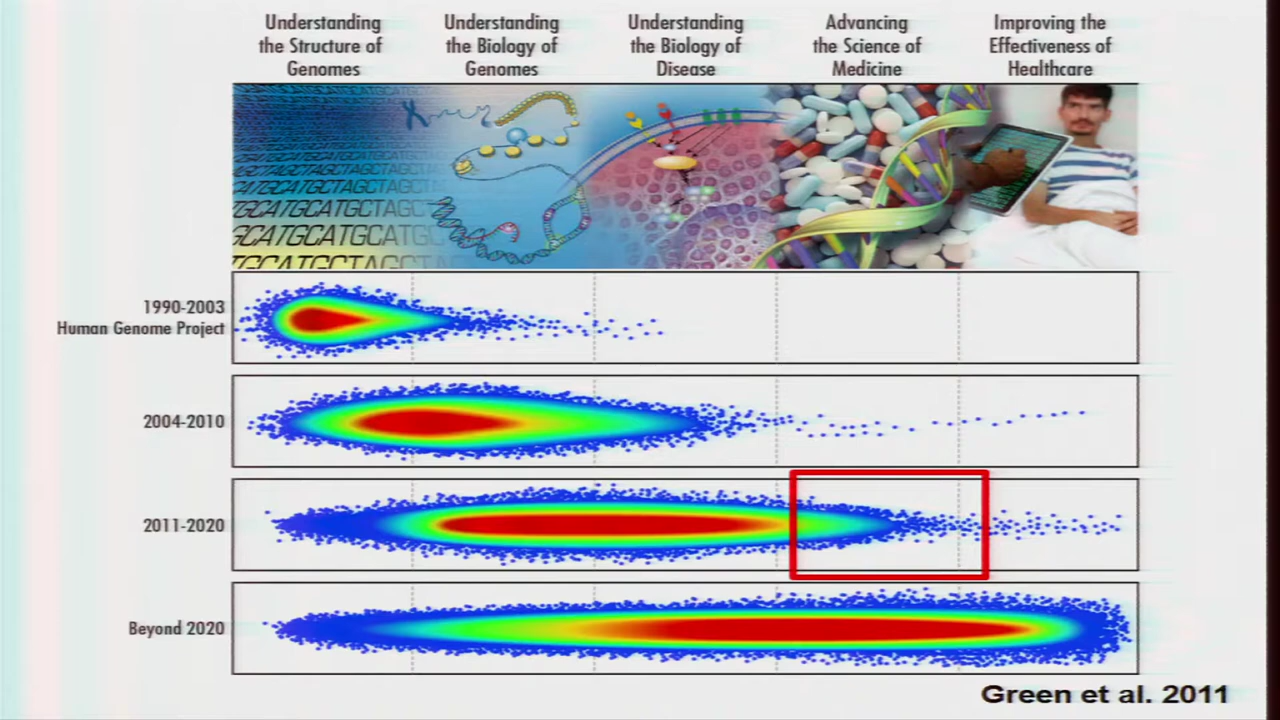 Understanding
the Structure of
Genomes
Understanding
the Biology of
Genomes
Understanding
the Biology of
Disease
Advancing
the Science of
Medicine
Improving the
Effectiveness of
Healthcare
1990-2003
Human Genome Project
2004-2010
2011-2020
Beyond 2020
Green et al. 2011